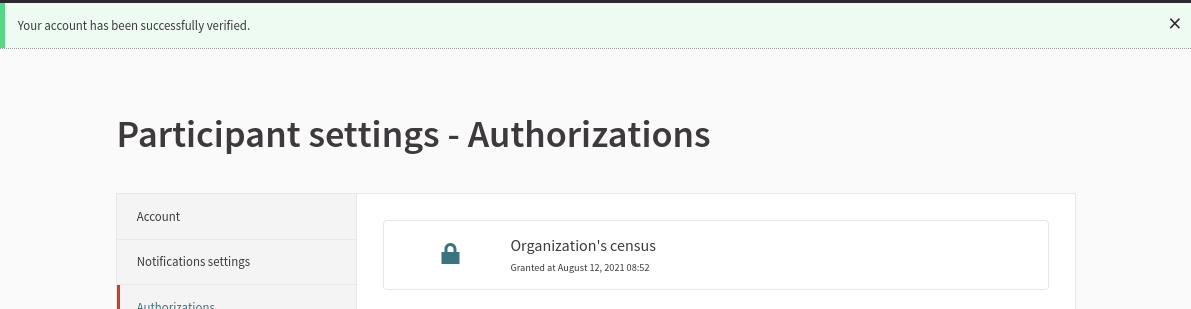 Your account has been successfully verified.
Participant settings - Authorizations
Account
Notifications settings
Authorizations
Organization's census
Granted at August 12, 2021 08:52